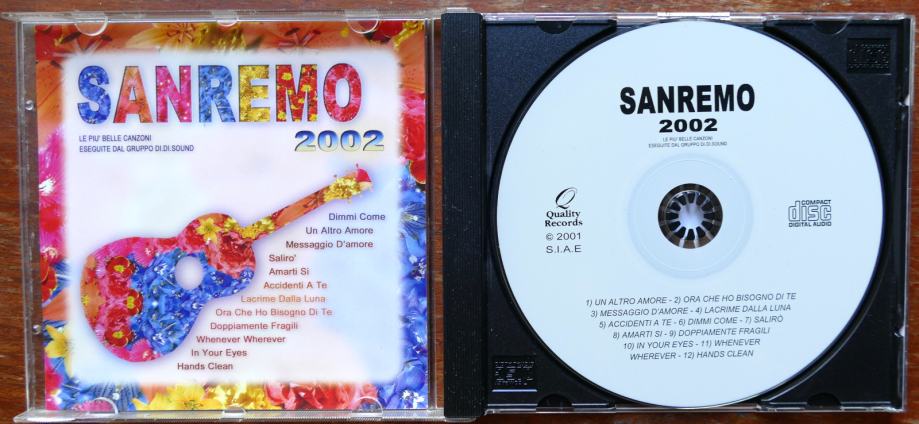 SANREMO
2002
LE PIU' BELLE CANZONI
ESEGUITE DAL GRUPPO DI.DI.SOUND
Dimmi Come
Un Altro Amore
Messaggio D'amore
Saliro'
Amarti Si
Accidenti A Te
Lacrime Dalla Luna
Ora Che Ho Bisogno Di Te
Doppiamente Fragili
Whenever Wherever
In Your Eyes
Hands Clean
SANREMO
2002
LE PIU' BELLE CANZONI
ESEGUITE DAL GRUPPO DI.DI.SOUND
Q
Quality
Records
© 2001
S.I.A.E
COMPACT
disc
DIGITAL AUDIO
1) UN ALTRO AMORE - 2) ORA CHE HO BISOGNO DI TE
3) MESSAGGIO D'AMORE - 4) LACRIME DALLA LUNA
5) ACCIDENTI A TE - 6) DIMMI COME - 7) SALIRÒ
8) AMARTI SI - 9) DOPPIAMENTE FRAGILI
10) IN YOUR EYES - 11) WHENEVER
WHEREVER - 12) HANDS CLEAN